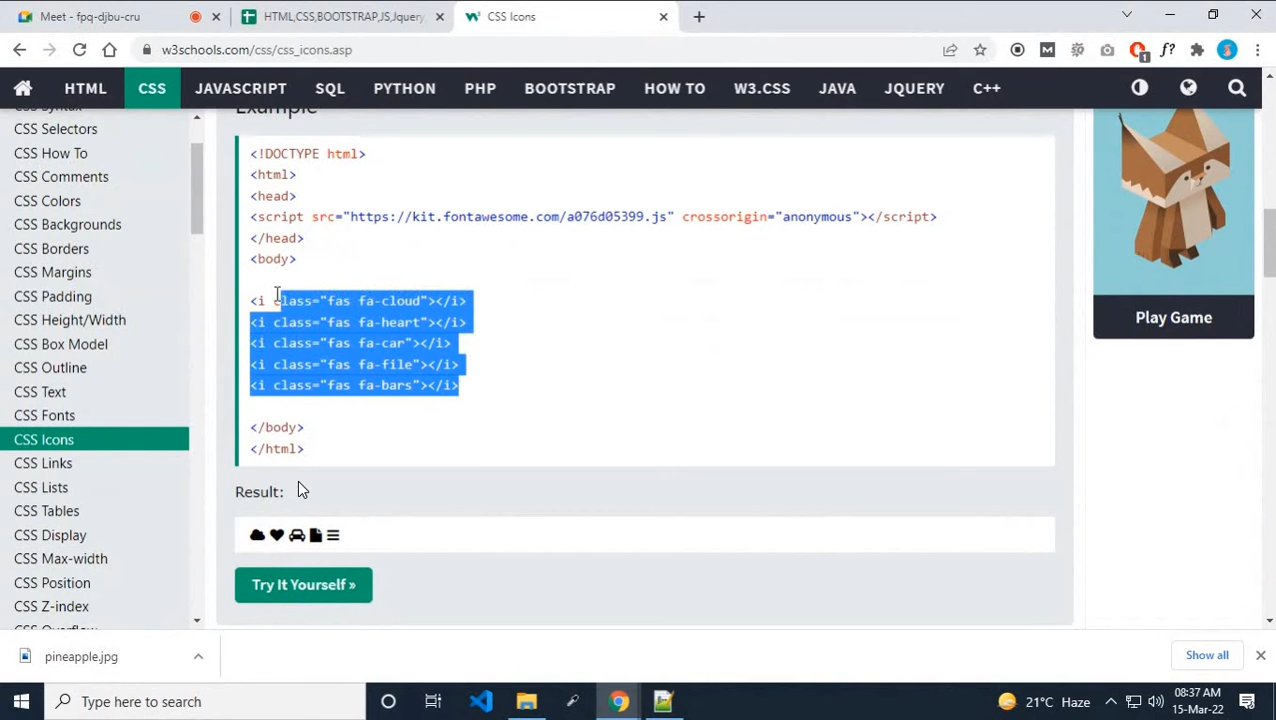 Meet - fpq-djbu-cru
HTML,CSS,BOOTSTRAP,JS,Jquery,
CSS Icons
w3schools.com/css/css_icons.asp
HTML CSS JAVASCRIPT SQL PYTHON PHP BOOTSTRAP HOW TO W3.CSS JAVA JQUERY C++
CSS Selectors
CSS How To
CSS Comments
CSS Colors
CSS Backgrounds
CSS Borders
CSS Margins
CSS Padding
CSS Height/Width
CSS Box Model
CSS Outline
CSS Text
CSS Fonts
CSS Icons
CSS Links
CSS Lists
CSS Tables
CSS Display
CSS Max-width
CSS Position
CSS Z-index
Example
<!DOCTYPE html>
<html>
<head>
<script src="https://kit.fontawesome.com/a076d05399.js" crossorigin="anonymous"></script>
</head>
<body>
<i class="fas fa-cloud"></i>
<i class="fas fa-heart"></i>
<i class="fas fa-car"></i>
<i class="fas fa-file"></i>
<i class="fas fa-bars"></i>
</body>
</html>
Result:
Try It Yourself »
Play Game
pineapple.jpg
Show all
Type here to search
21°C Haze
08:37 AM
15-Mar-22